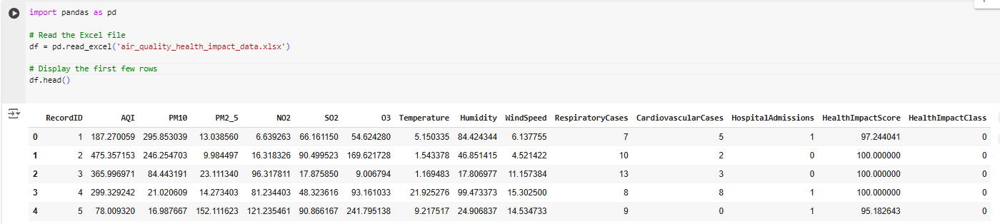 import pandas as pd
# Read the Excel file
df = pd.read_excel('air_quality_health_impact_data.xlsx')
# Display the first few rows
df.head()
RecordID AQI PM10 PM2_5 NO2 SO2 O3 Temperature Humidity WindSpeed RespiratoryCases CardiovascularCases HospitalAdmissions HealthImpactScore HealthImpactClass
0 1 187.270059 295.853039 13.038560 6.639263 66.161150 54.624280 5.150335 84.424344 6.137755 7 5 1 97.244041 0
1 2 475.357153 246.254703 9.984497 16.318326 90.499523 169.621728 1.543378 46.851415 4.521422 10 2 0 100.000000 0
2 3 365.996971 84.443191 23.111340 96.317811 17.875850 9.006794 1.169483 17.806977 11.157384 13 3 0 100.000000 0
3 4 299.329242 21.020609 14.273403 81.234403 48.323616 93.161033 21.925276 99.473373 15.302500 8 8 1 100.000000 0
4 5 78.009320 16.987667 152.111623 121.235461 90.866167 241.795138 9.217517 24.906837 14.534733 9 0 1 95.182643 0